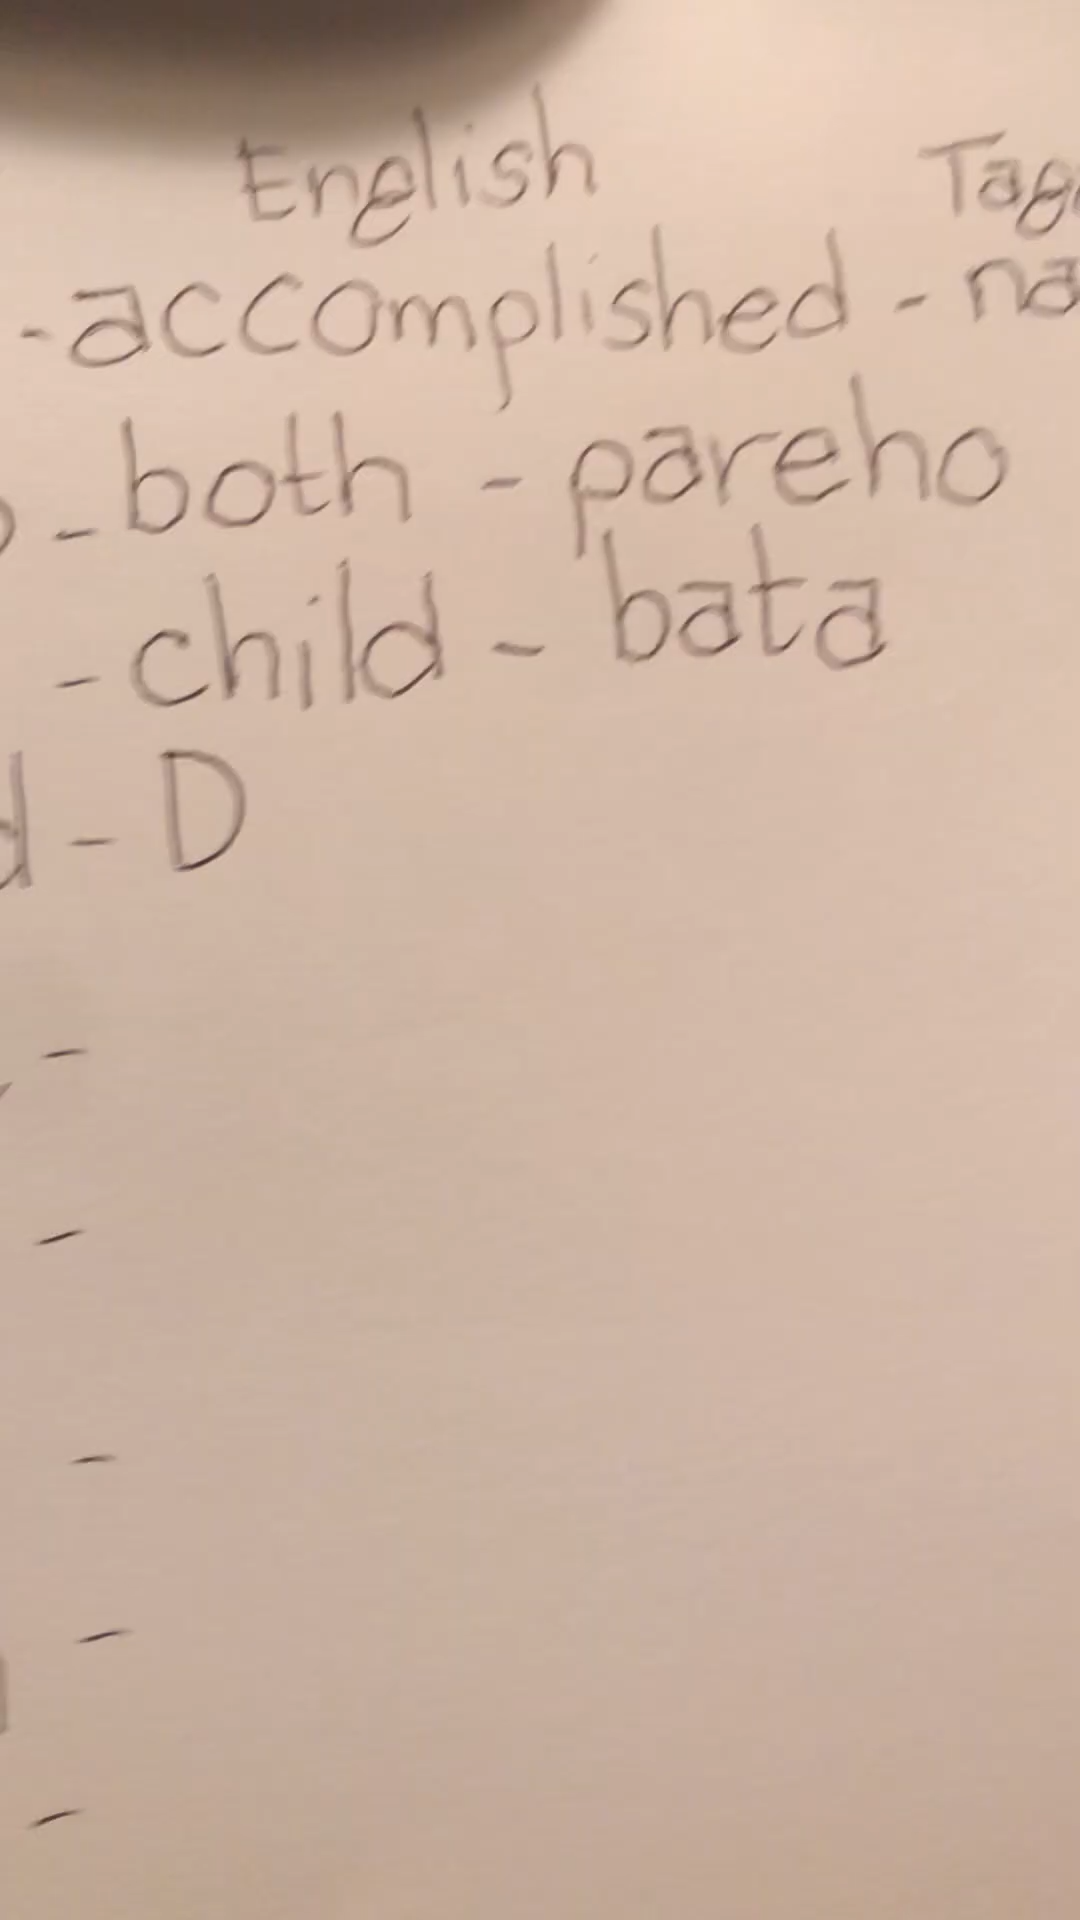 English
-accomplished -
- both - pareho
- child - bata
d - D
-
-
-
-
-